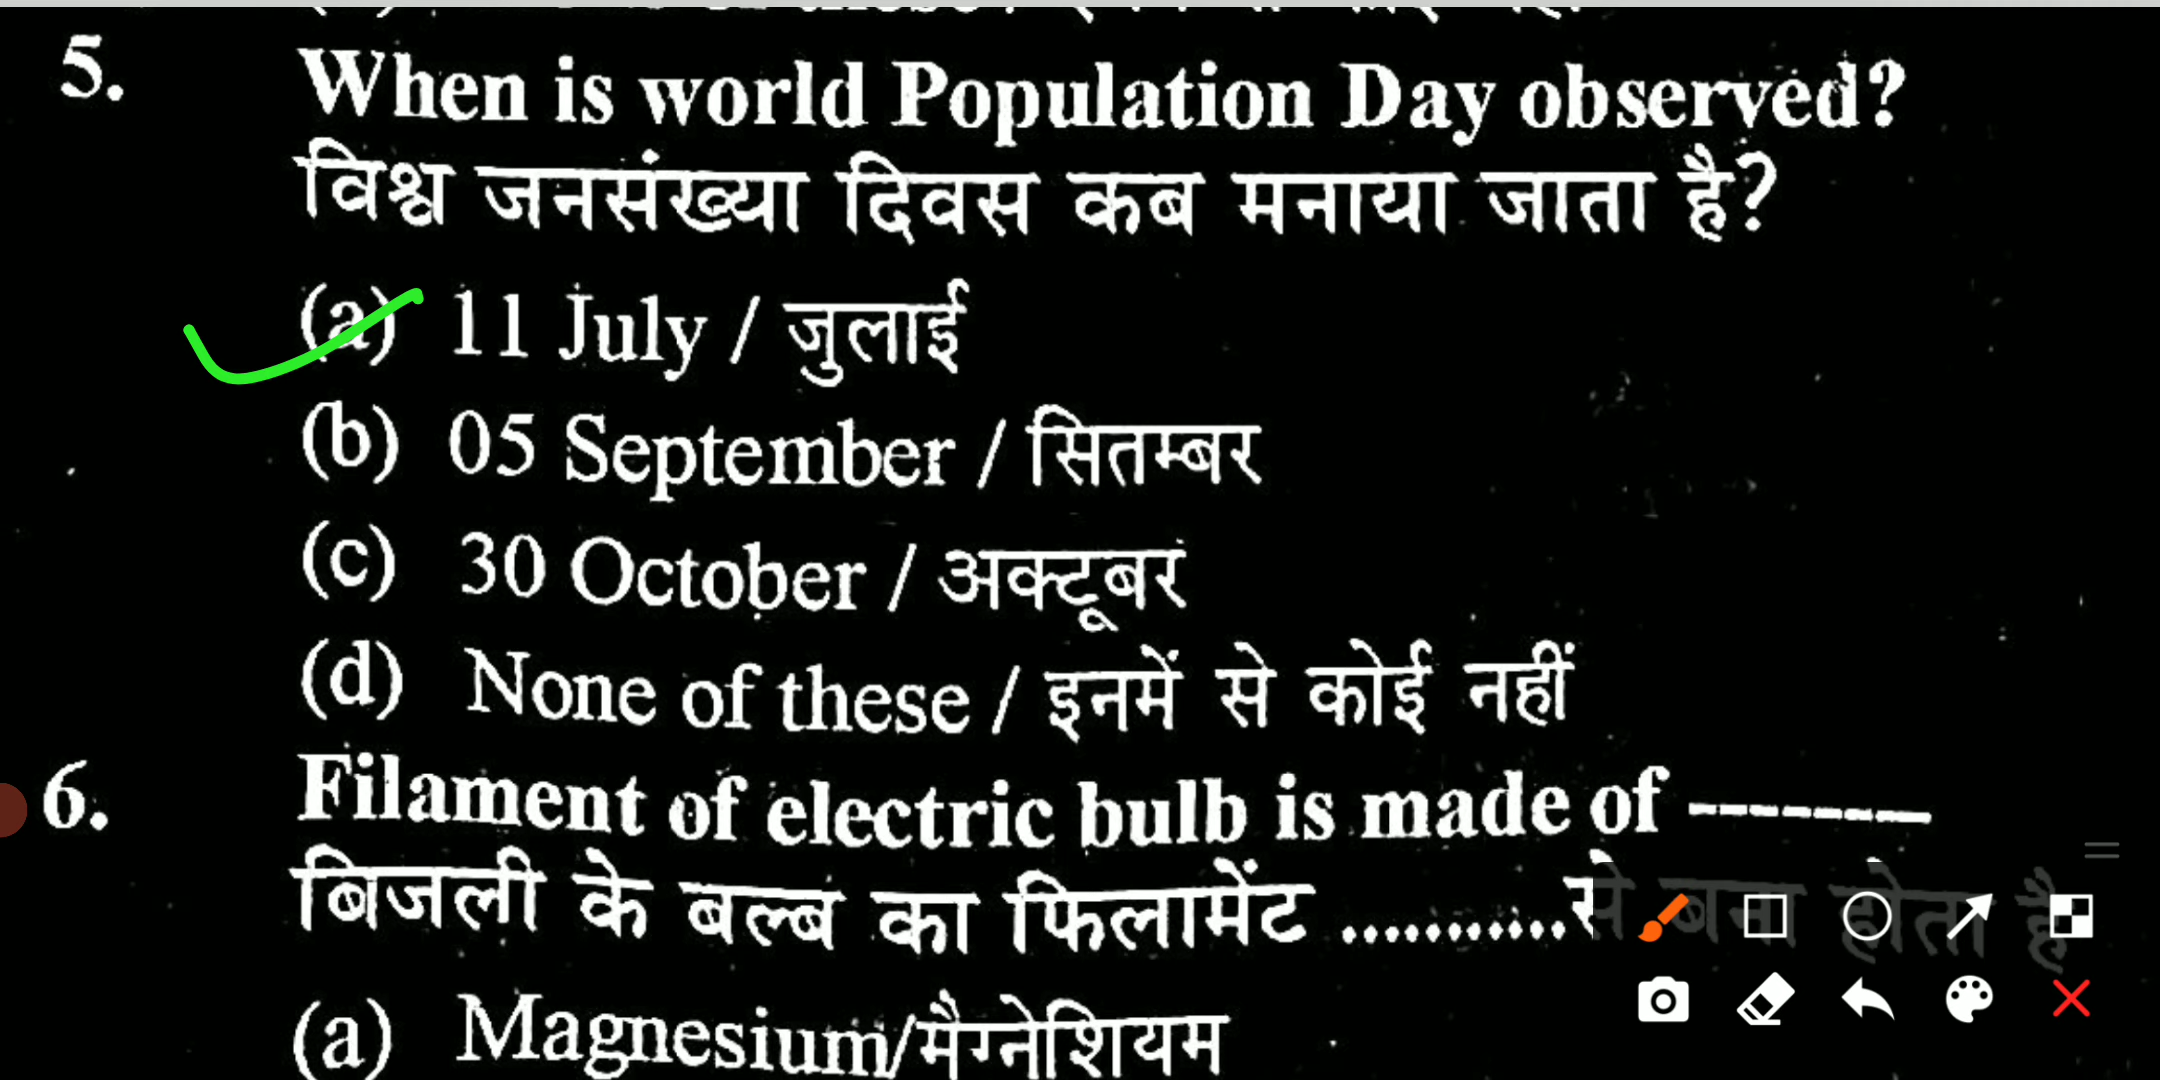 5. When is world Population Day observed?
विश्व जनसंख्या दिवस कब मनाया जाता है?
(a) 11 July / जुलाई
(b) 05 September / सितम्बर
(c) 30 October / अक्टूबर
(d) None of these / इनमें से कोई नहीं
6. Filament of electric bulb is made of --------
बिजली के बल्ब का फिलामेंट ............से बना होता है
(a) Magnesium/मैग्नेशियम